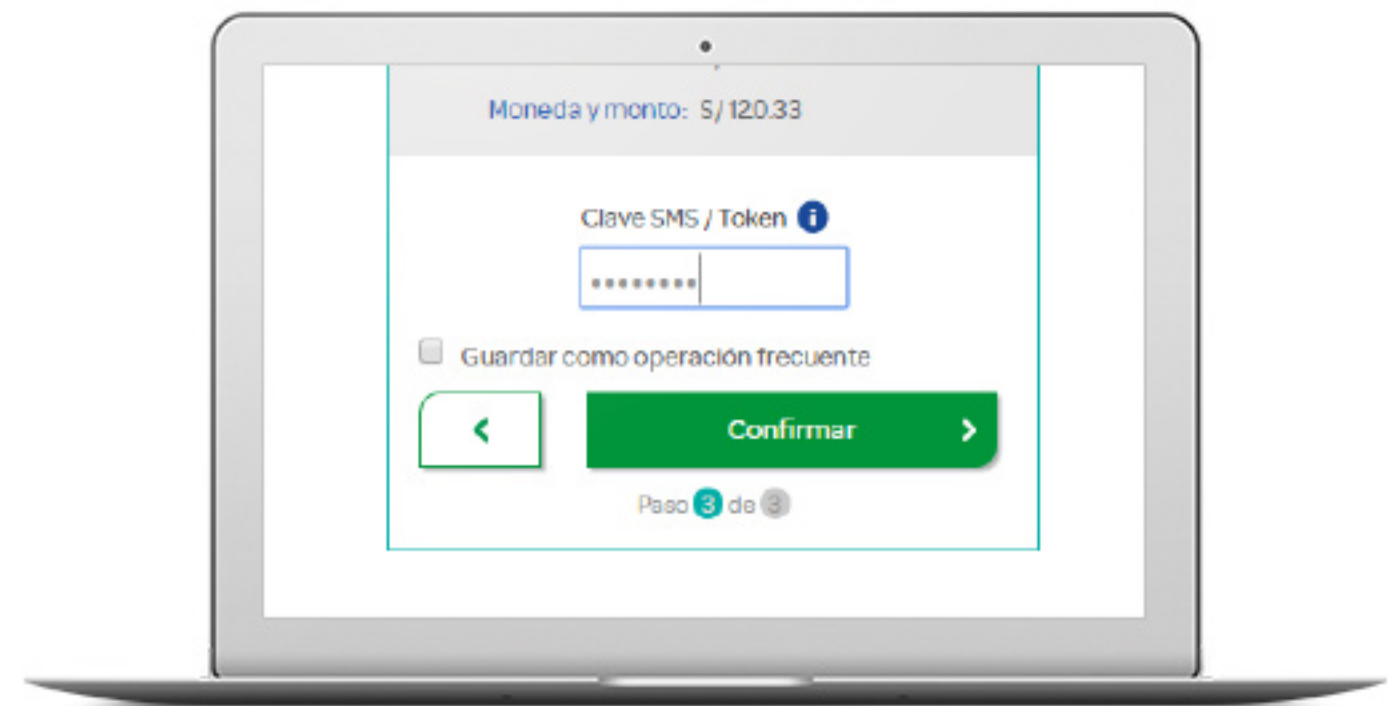 Moneda y monto: S/ 120.33
Clave SMS / Token i
••••••••
Guardar como operación frecuente
Confirmar
Paso 3 de 3